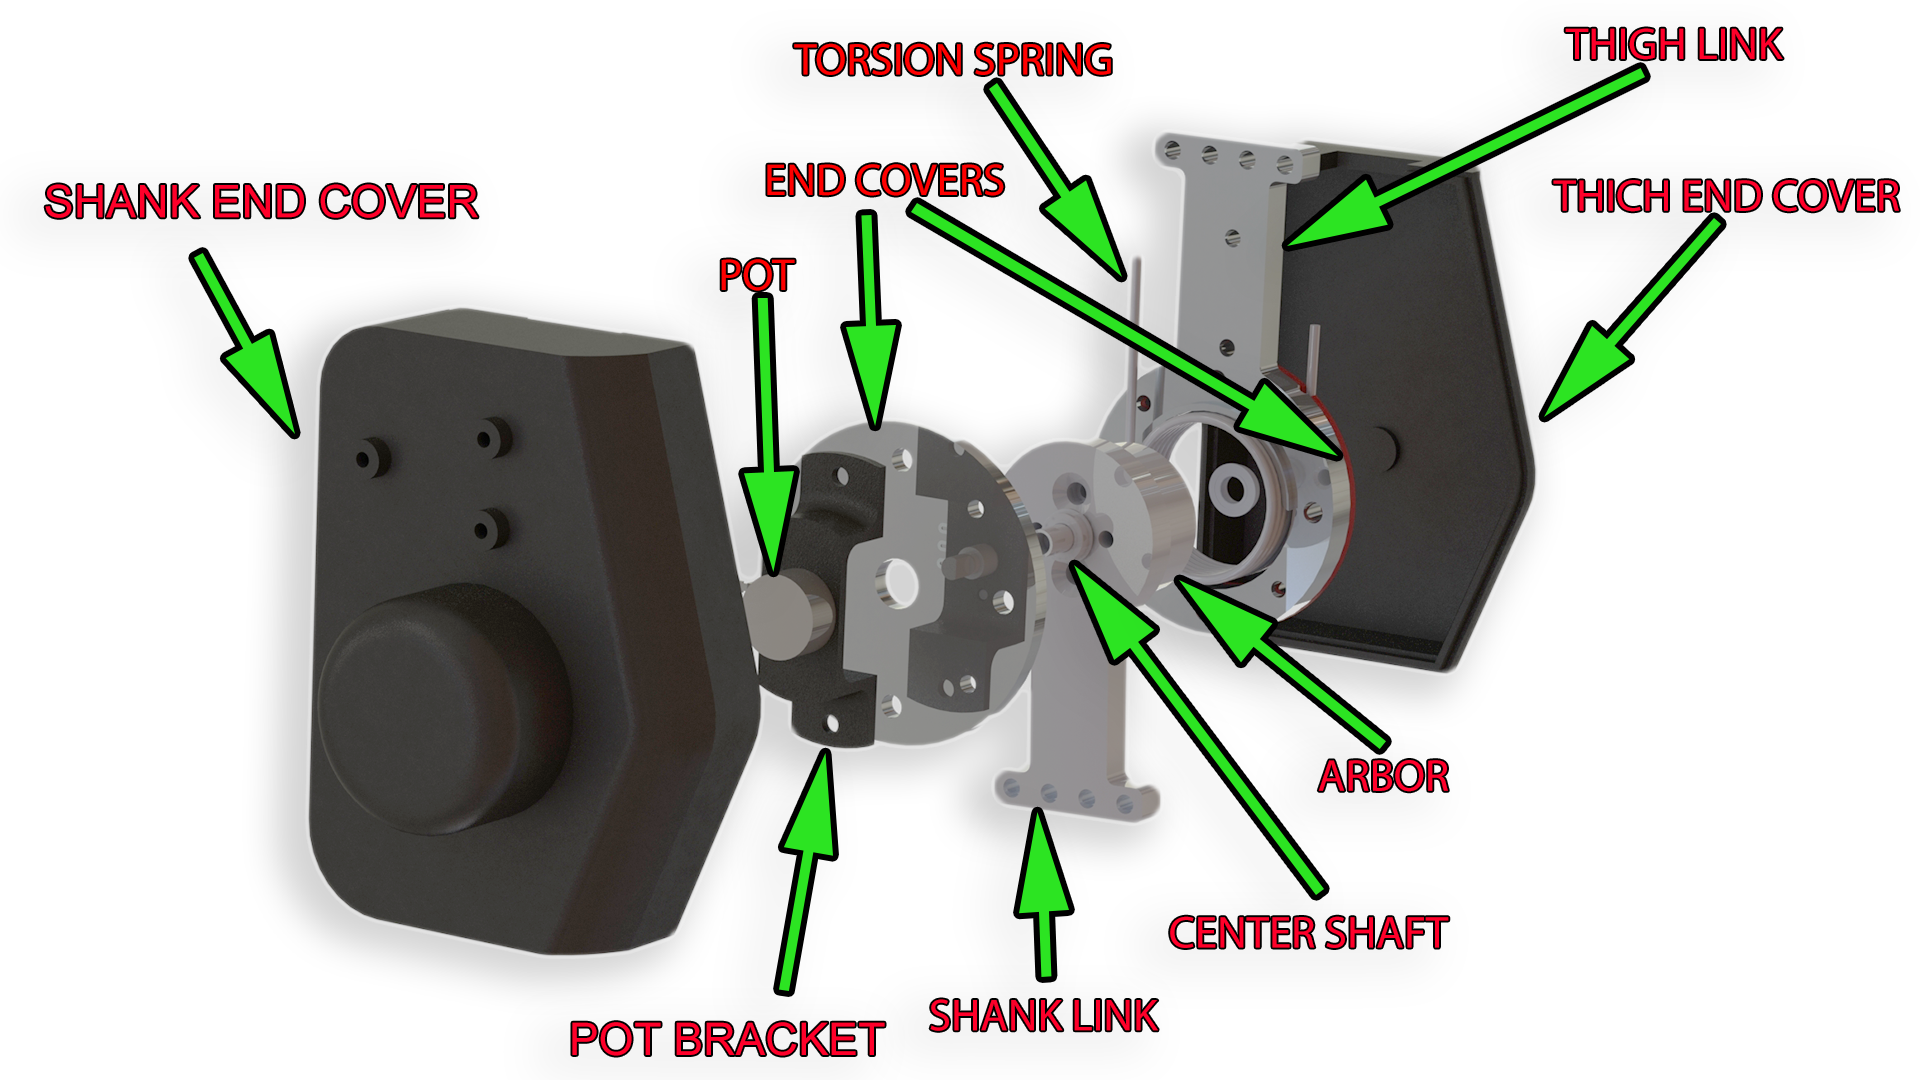 TORSION SPRING
THIGH LINK
END COVERS
SHANK END COVER
THICH END COVER
POT
ARBOR
CENTER SHAFT
SHANK LINK
POT BRACKET